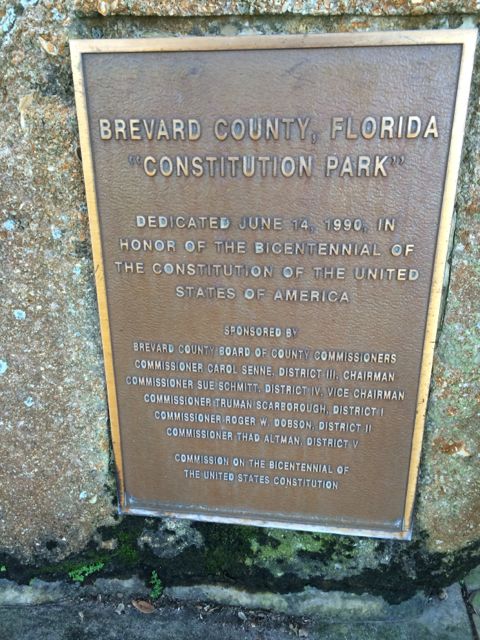 BREVARD COUNTY, FLORIDA
"CONSTITUTION PARK"
DEDICATED JUNE 14, 1990, IN
HONOR OF THE BICENTENNIAL OF
THE CONSTITUTION OF THE UNITED
STATES OF AMERICA
SPONSORED BY
BREVARD COUNTY BOARD OF COUNTY COMMISSIONERS
COMMISSIONER CAROL SENNE, DISTRICT III, CHAIRMAN
COMMISSIONER SUE SCHMITT, DISTRICT IV, VICE CHAIRMAN
COMMISSIONER TRUMAN SCARBOROUGH, DISTRICT I
COMMISSIONER ROGER W. DOBSON, DISTRICT II
COMMISSIONER THAD ALTMAN, DISTRICT V
COMMISSION ON THE BICENTENNIAL OF
THE UNITED STATES CONSTITUTION